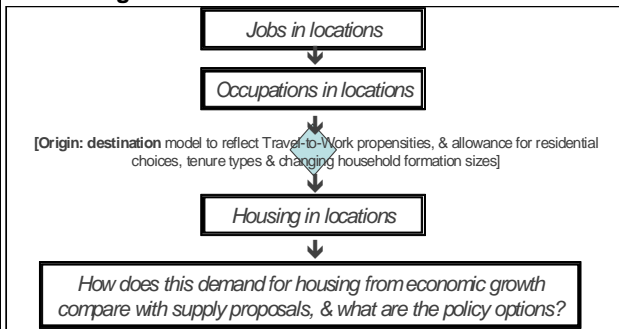 Jobs in locations
Occupations in locations
[Origin: destination model to reflect Travel-to-Work propensities, & allowance for residential
choices, tenure types & changing household formation sizes]
Housing in locations
How does this demand for housing from economic growth
compare with supply proposals, & what are the policy options?